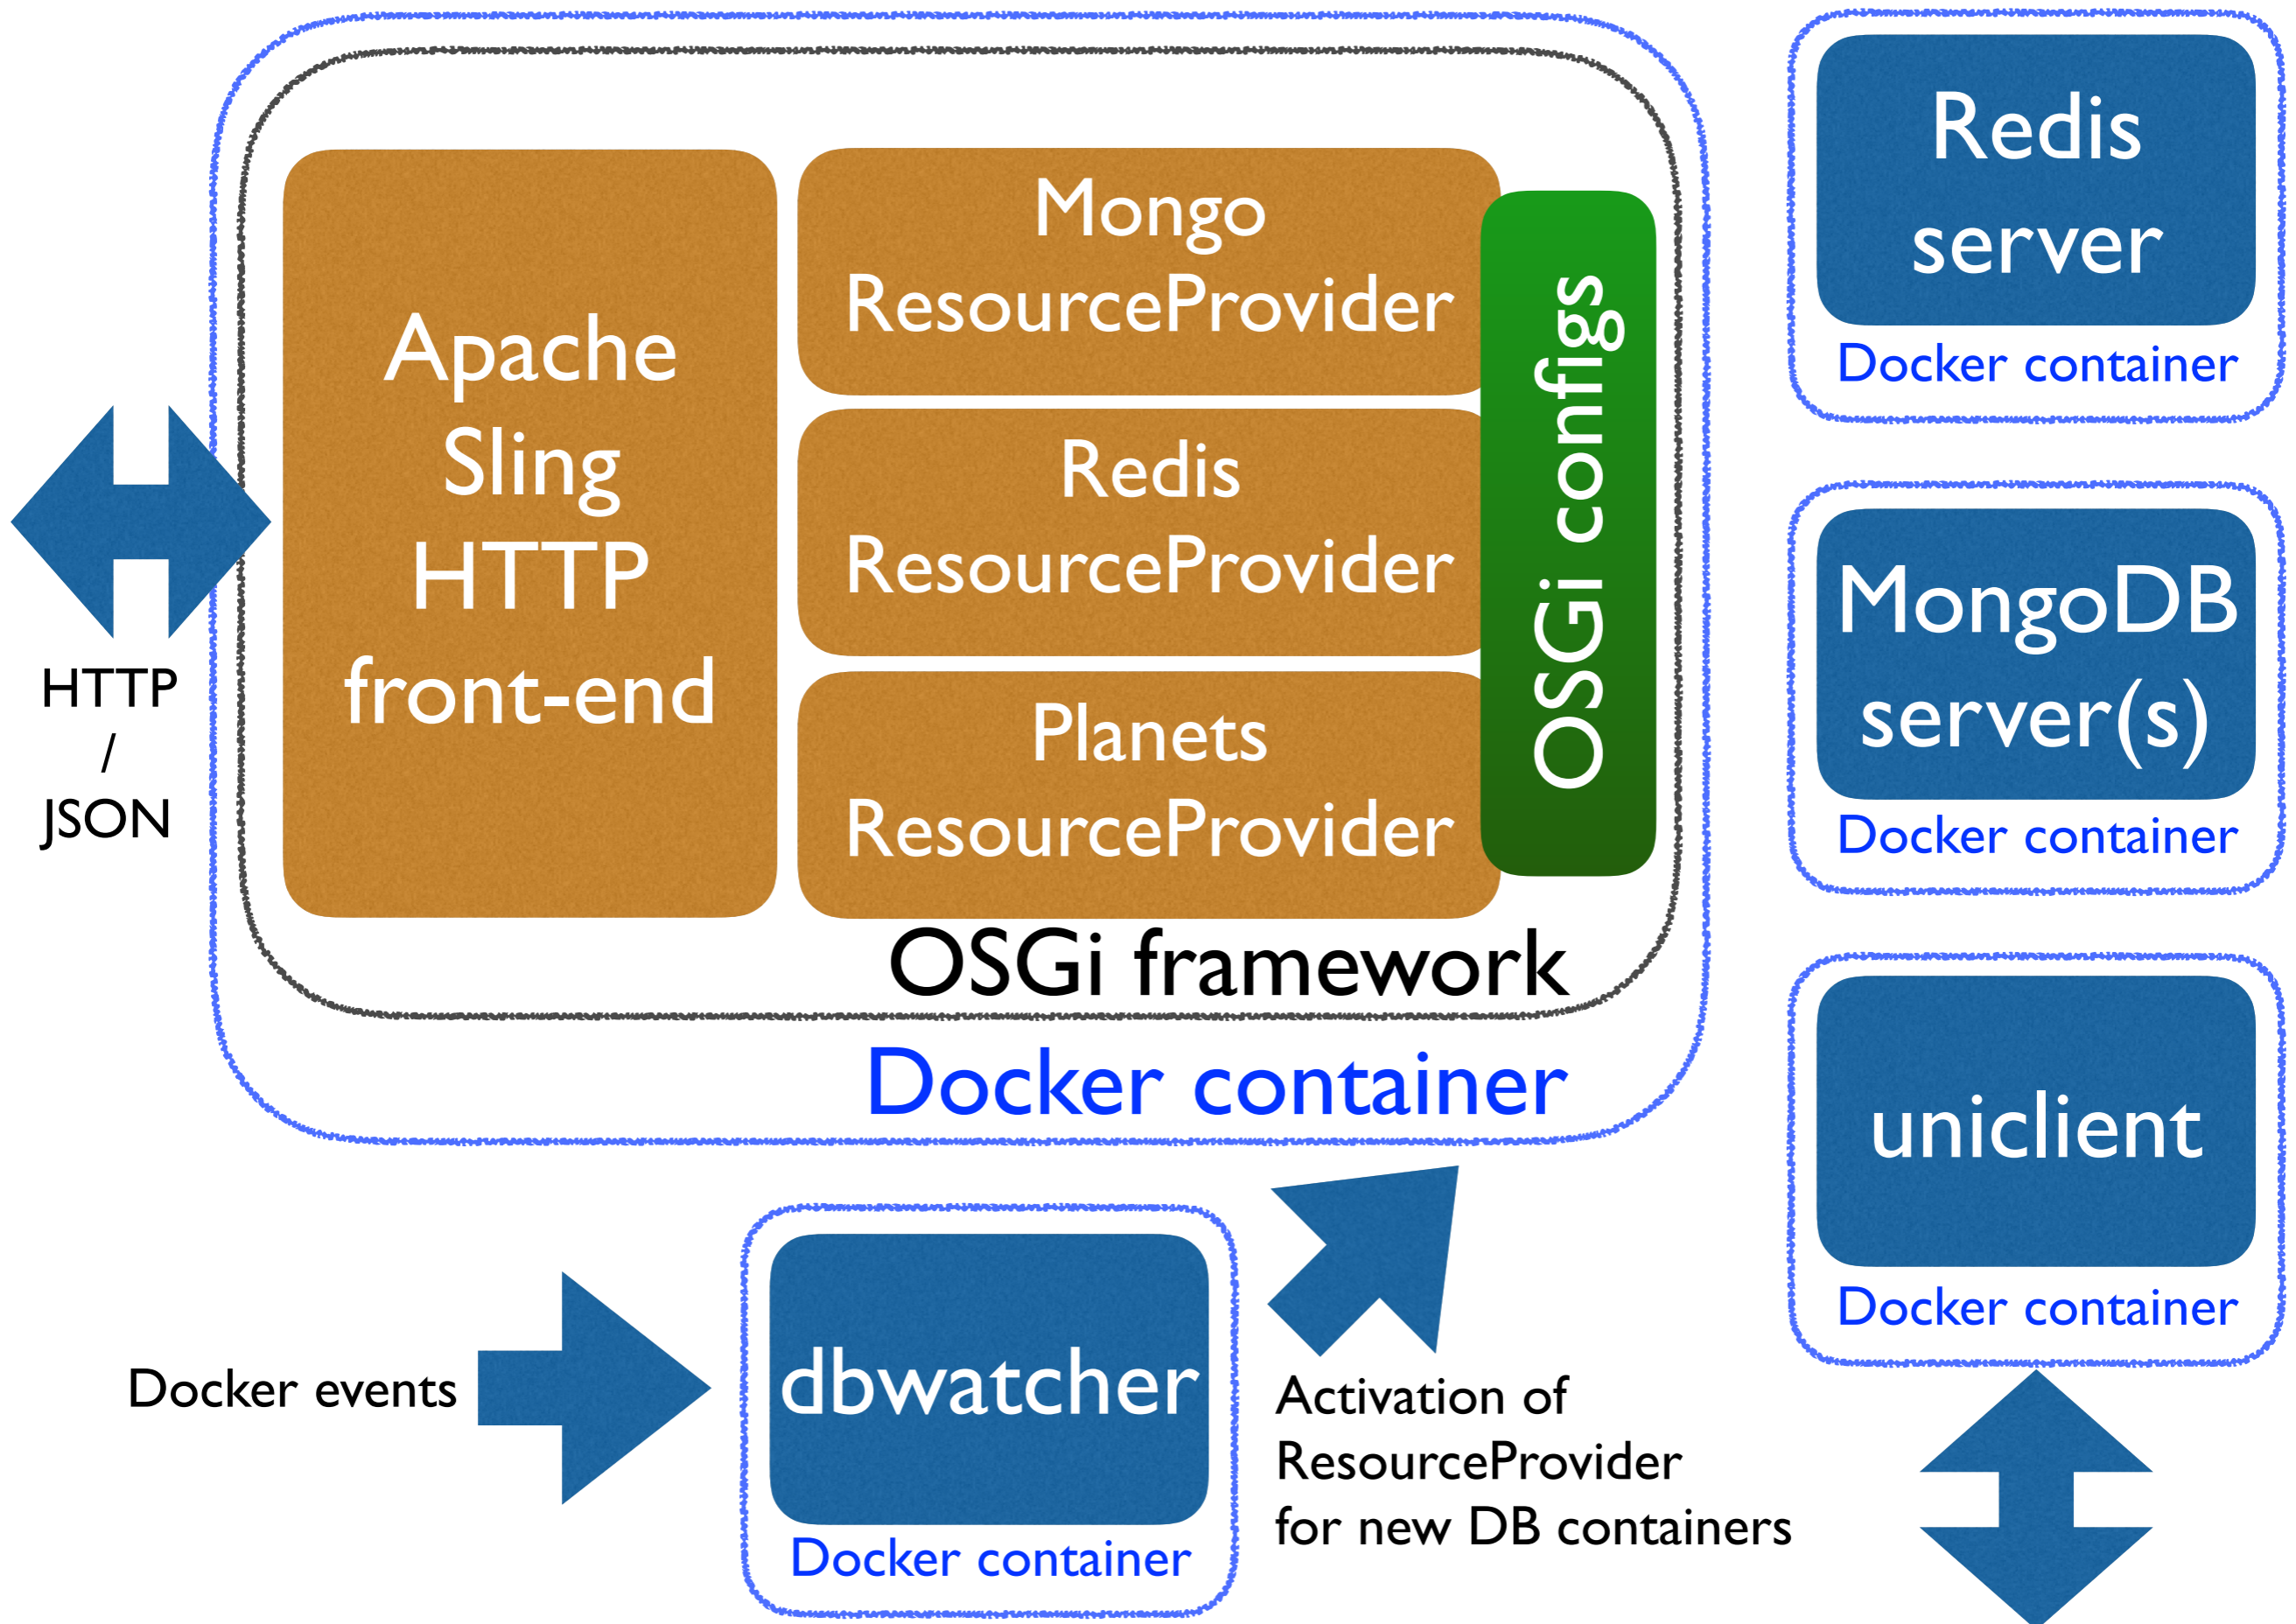 Apache
Sling
HTTP
front-end
Mongo
ResourceProvider
Redis
ResourceProvider
Planets
ResourceProvider
OSGi configs
OSGi framework
Docker container
HTTP
/
JSON
Redis
server
Docker container
MongoDB
server(s)
Docker container
uniclient
Docker container
Docker events
dbwatcher
Docker container
Activation of
ResourceProvider
for new DB containers